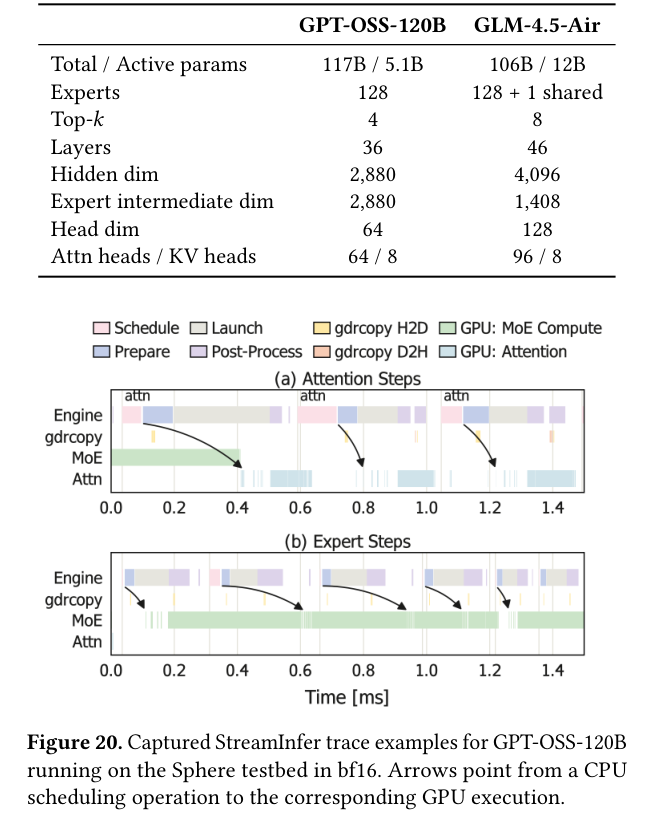 GPT-OSS-120B GLM-4.5-Air
Total / Active params 117B / 5.1B 106B / 12B
Experts 128 128 + 1 shared
Top-k 4 8
Layers 36 46
Hidden dim 2,880 4,096
Expert intermediate dim 2,880 1,408
Head dim 64 128
Attn heads / KV heads 64 / 8 96 / 8
Schedule Launch gdrcopy H2D GPU: MoE Compute
Prepare Post-Process gdrcopy D2H GPU: Attention
(a) Attention Steps
attn attn attn
Engine
gdrcopy
MoE
Attn
0.0 0.2 0.4 0.6 0.8 1.0 1.2 1.4
(b) Expert Steps
Engine
gdrcopy
MoE
Attn
0.0 0.2 0.4 0.6 0.8 1.0 1.2 1.4
Time [ms]
Figure 20. Captured StreamInfer trace examples for GPT-OSS-120B
running on the Sphere testbed in bf16. Arrows point from a CPU
scheduling operation to the corresponding GPU execution.